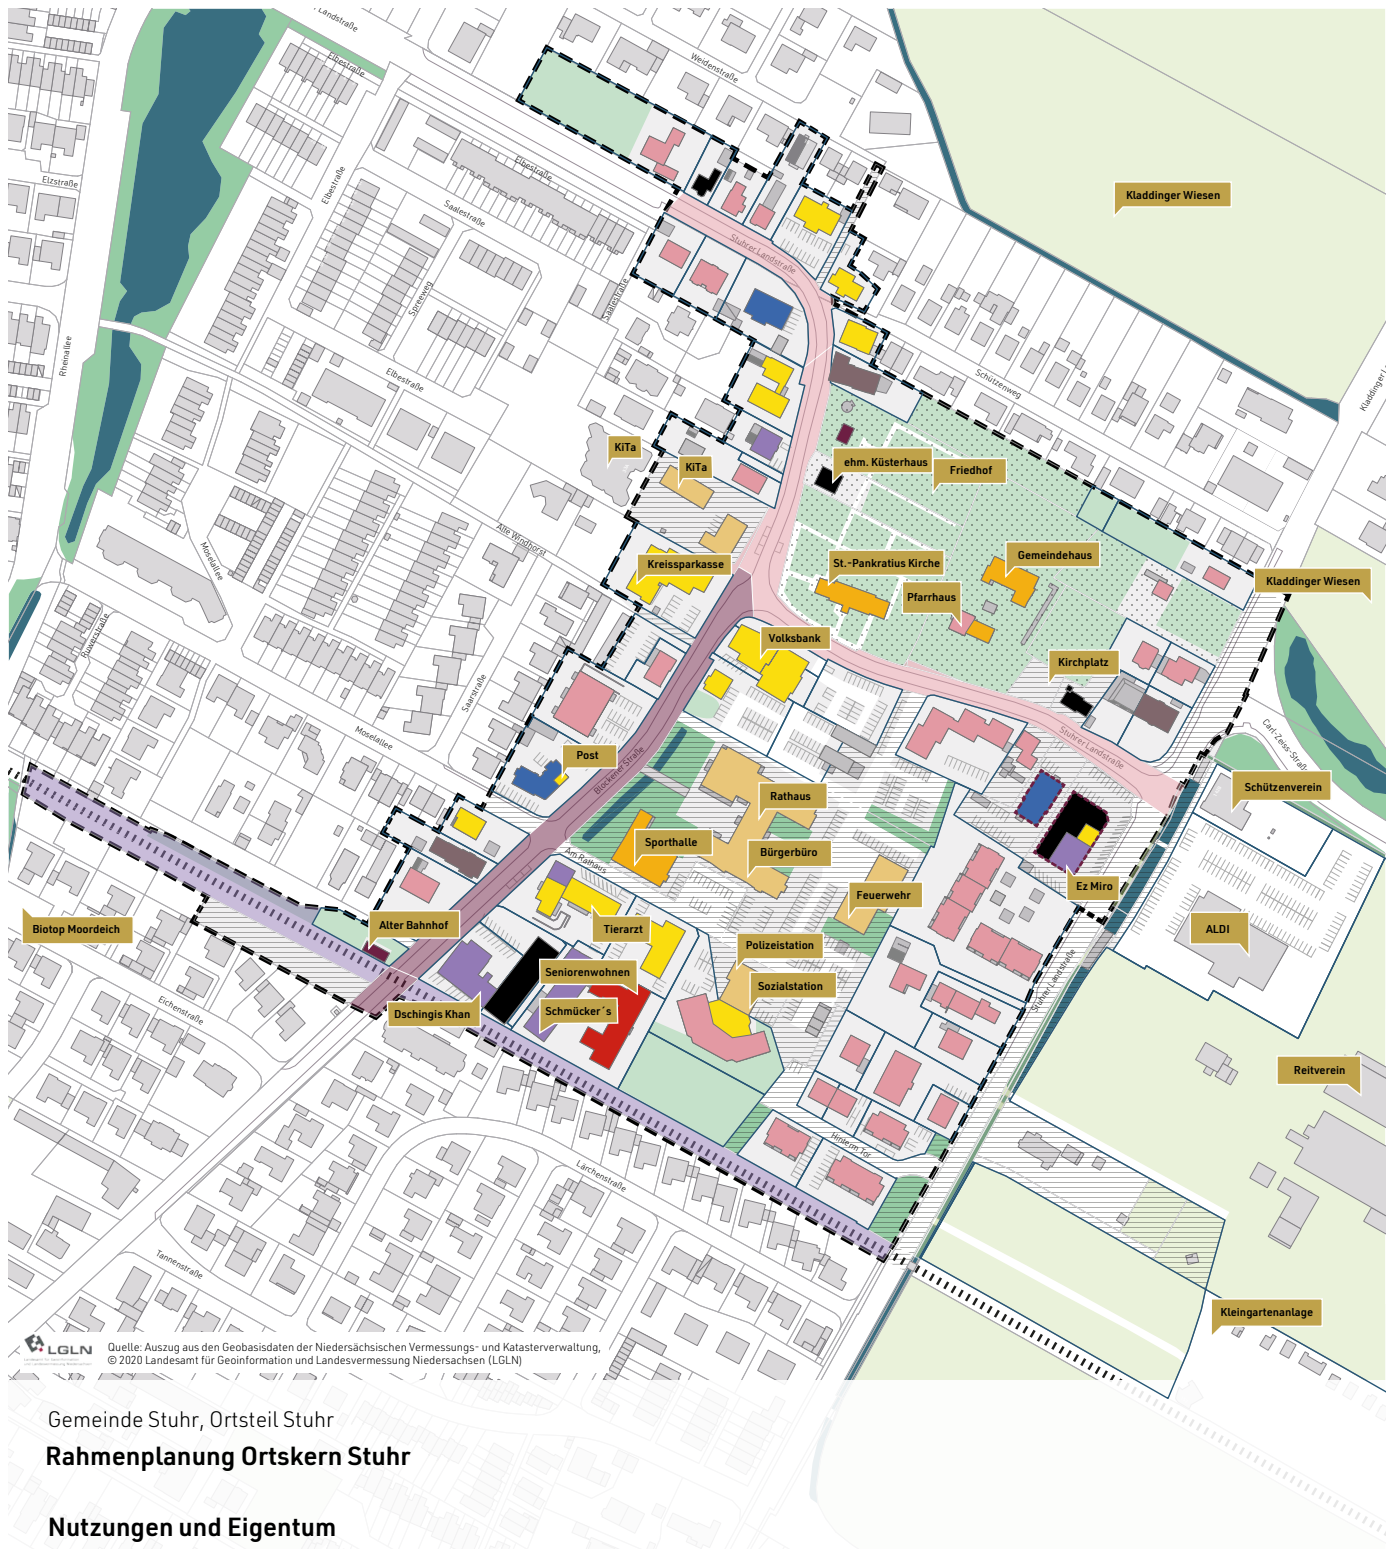 Landstraße
Elbestraße
Weidenstraße
Elzstraße
Elbestraße
Elbestraße
Saalestraße
Kladdinger Wiesen
Stuhrer Landstraße
Spreeweg
Saalestraße
Rheinallee
Elbestraße
Schützenweg
Kladdinger
KiTa
KiTa
ehm. Küsterhaus
Friedhof
Alte Windhorst
Moselallee
Kreissparkasse
St.-Pankratius Kirche
Gemeindehaus
Kladdinger Wiesen
Pfarrhaus
Ruwerstraße
Volksbank
Kirchplatz
Saarstraße
Moselallee
Stuhrer Landstraße
Carl-Zeiss-Straße
Post
Blockener Straße
Schützenverein
Rathaus
Sporthalle
Bürgerbüro
Am Rathaus
Ez Miro
Feuerwehr
Biotop Moordeich
Alter Bahnhof
Tierarzt
ALDI
Polizeistation
Seniorenwohnen
Sozialstation
Stuhrer Landstraße
Eichenstraße
Dschingis Khan
Schmücker´s
Reitverein
Hinterm Tor
Lärchenstraße
Tannenstraße
Kleingartenanlage
LGLN
Quelle: Auszug aus den Geobasisdaten der Niedersächsischen Vermessungs- und Katasterverwaltung,
© 2020 Landesamt für Geoinformation und Landesvermessung Niedersachsen (LGLN)
Gemeinde Stuhr, Ortsteil Stuhr
Rahmenplanung Ortskern Stuhr
Nutzungen und Eigentum